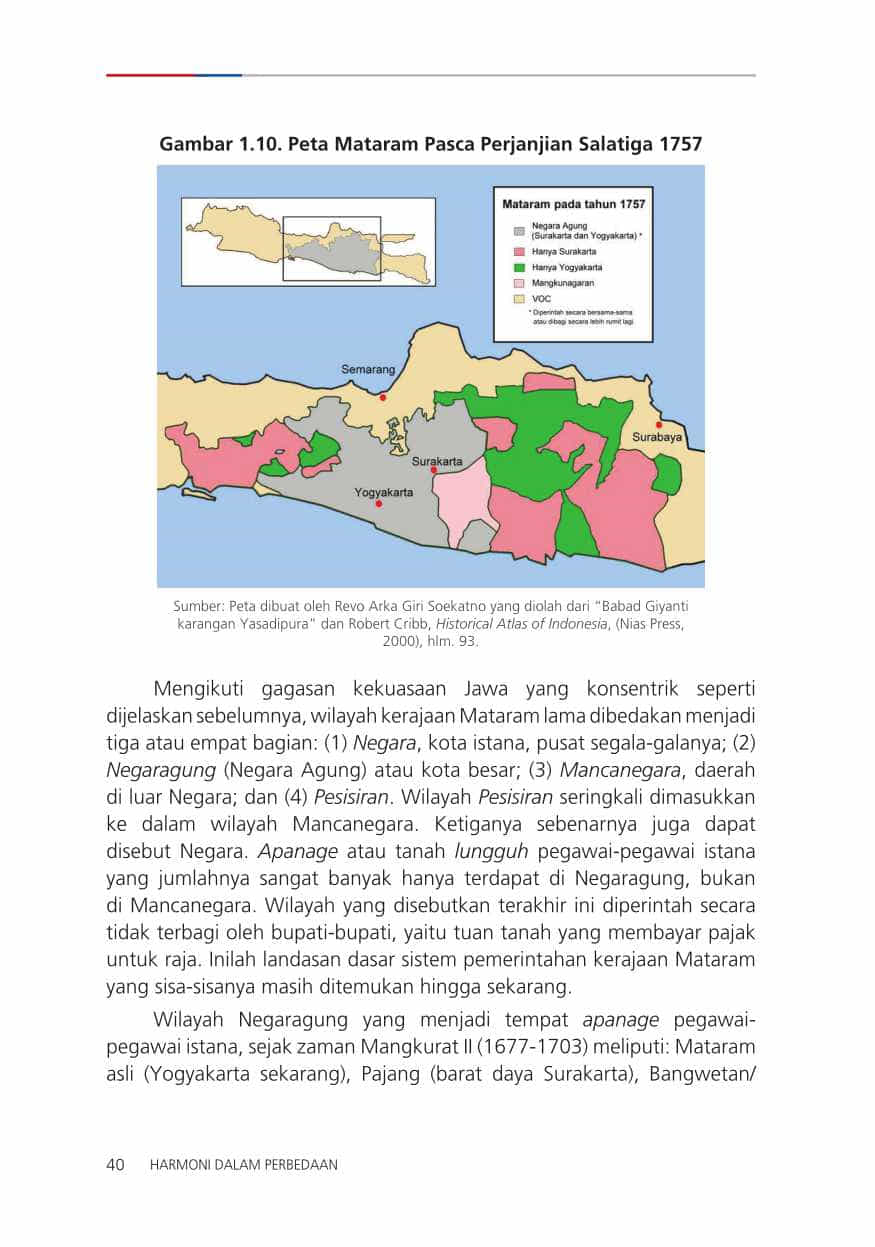 Gambar 1.10. Peta Mataram Pasca Perjanjian Salatiga 1757
Mataram pada tahun 1757
Negara Agung
(Surakarta dan Yogyakarta) *
Hanya Surakarta
Hanya Yogyakarta
Mangkunagaran
VOC
* Diperintah secara bersama-sama
atau dibagi secara lebih rumit lagi
Semarang
Surabaya
Surakarta
Yogyakarta
Sumber: Peta dibuat oleh Revo Arka Giri Soekatno yang diolah dari “Babad Giyanti
karangan Yasadipura” dan Robert Cribb, Historical Atlas of Indonesia, (Nias Press,
2000), hlm. 93.
Mengikuti gagasan kekuasaan Jawa yang konsentrik seperti
dijelaskan sebelumnya, wilayah kerajaan Mataram lama dibedakan menjadi
tiga atau empat bagian: (1) Negara, kota istana, pusat segala-galanya; (2)
Negaragung (Negara Agung) atau kota besar; (3) Mancanegara, daerah
di luar Negara; dan (4) Pesisiran. Wilayah Pesisiran seringkali dimasukkan
ke dalam wilayah Mancanegara. Ketiganya sebenarnya juga dapat
disebut Negara. Apanage atau tanah lungguh pegawai-pegawai istana
yang jumlahnya sangat banyak hanya terdapat di Negaragung, bukan
di Mancanegara. Wilayah yang disebutkan terakhir ini diperintah secara
tidak terbagi oleh bupati-bupati, yaitu tuan tanah yang membayar pajak
untuk raja. Inilah landasan dasar sistem pemerintahan kerajaan Mataram
yang sisa-sisanya masih ditemukan hingga sekarang.
Wilayah Negaragung yang menjadi tempat apanage pegawai-
pegawai istana, sejak zaman Mangkurat II (1677-1703) meliputi: Mataram
asli (Yogyakarta sekarang), Pajang (barat daya Surakarta), Bangwetan/
40 HARMONI DALAM PERBEDAAN